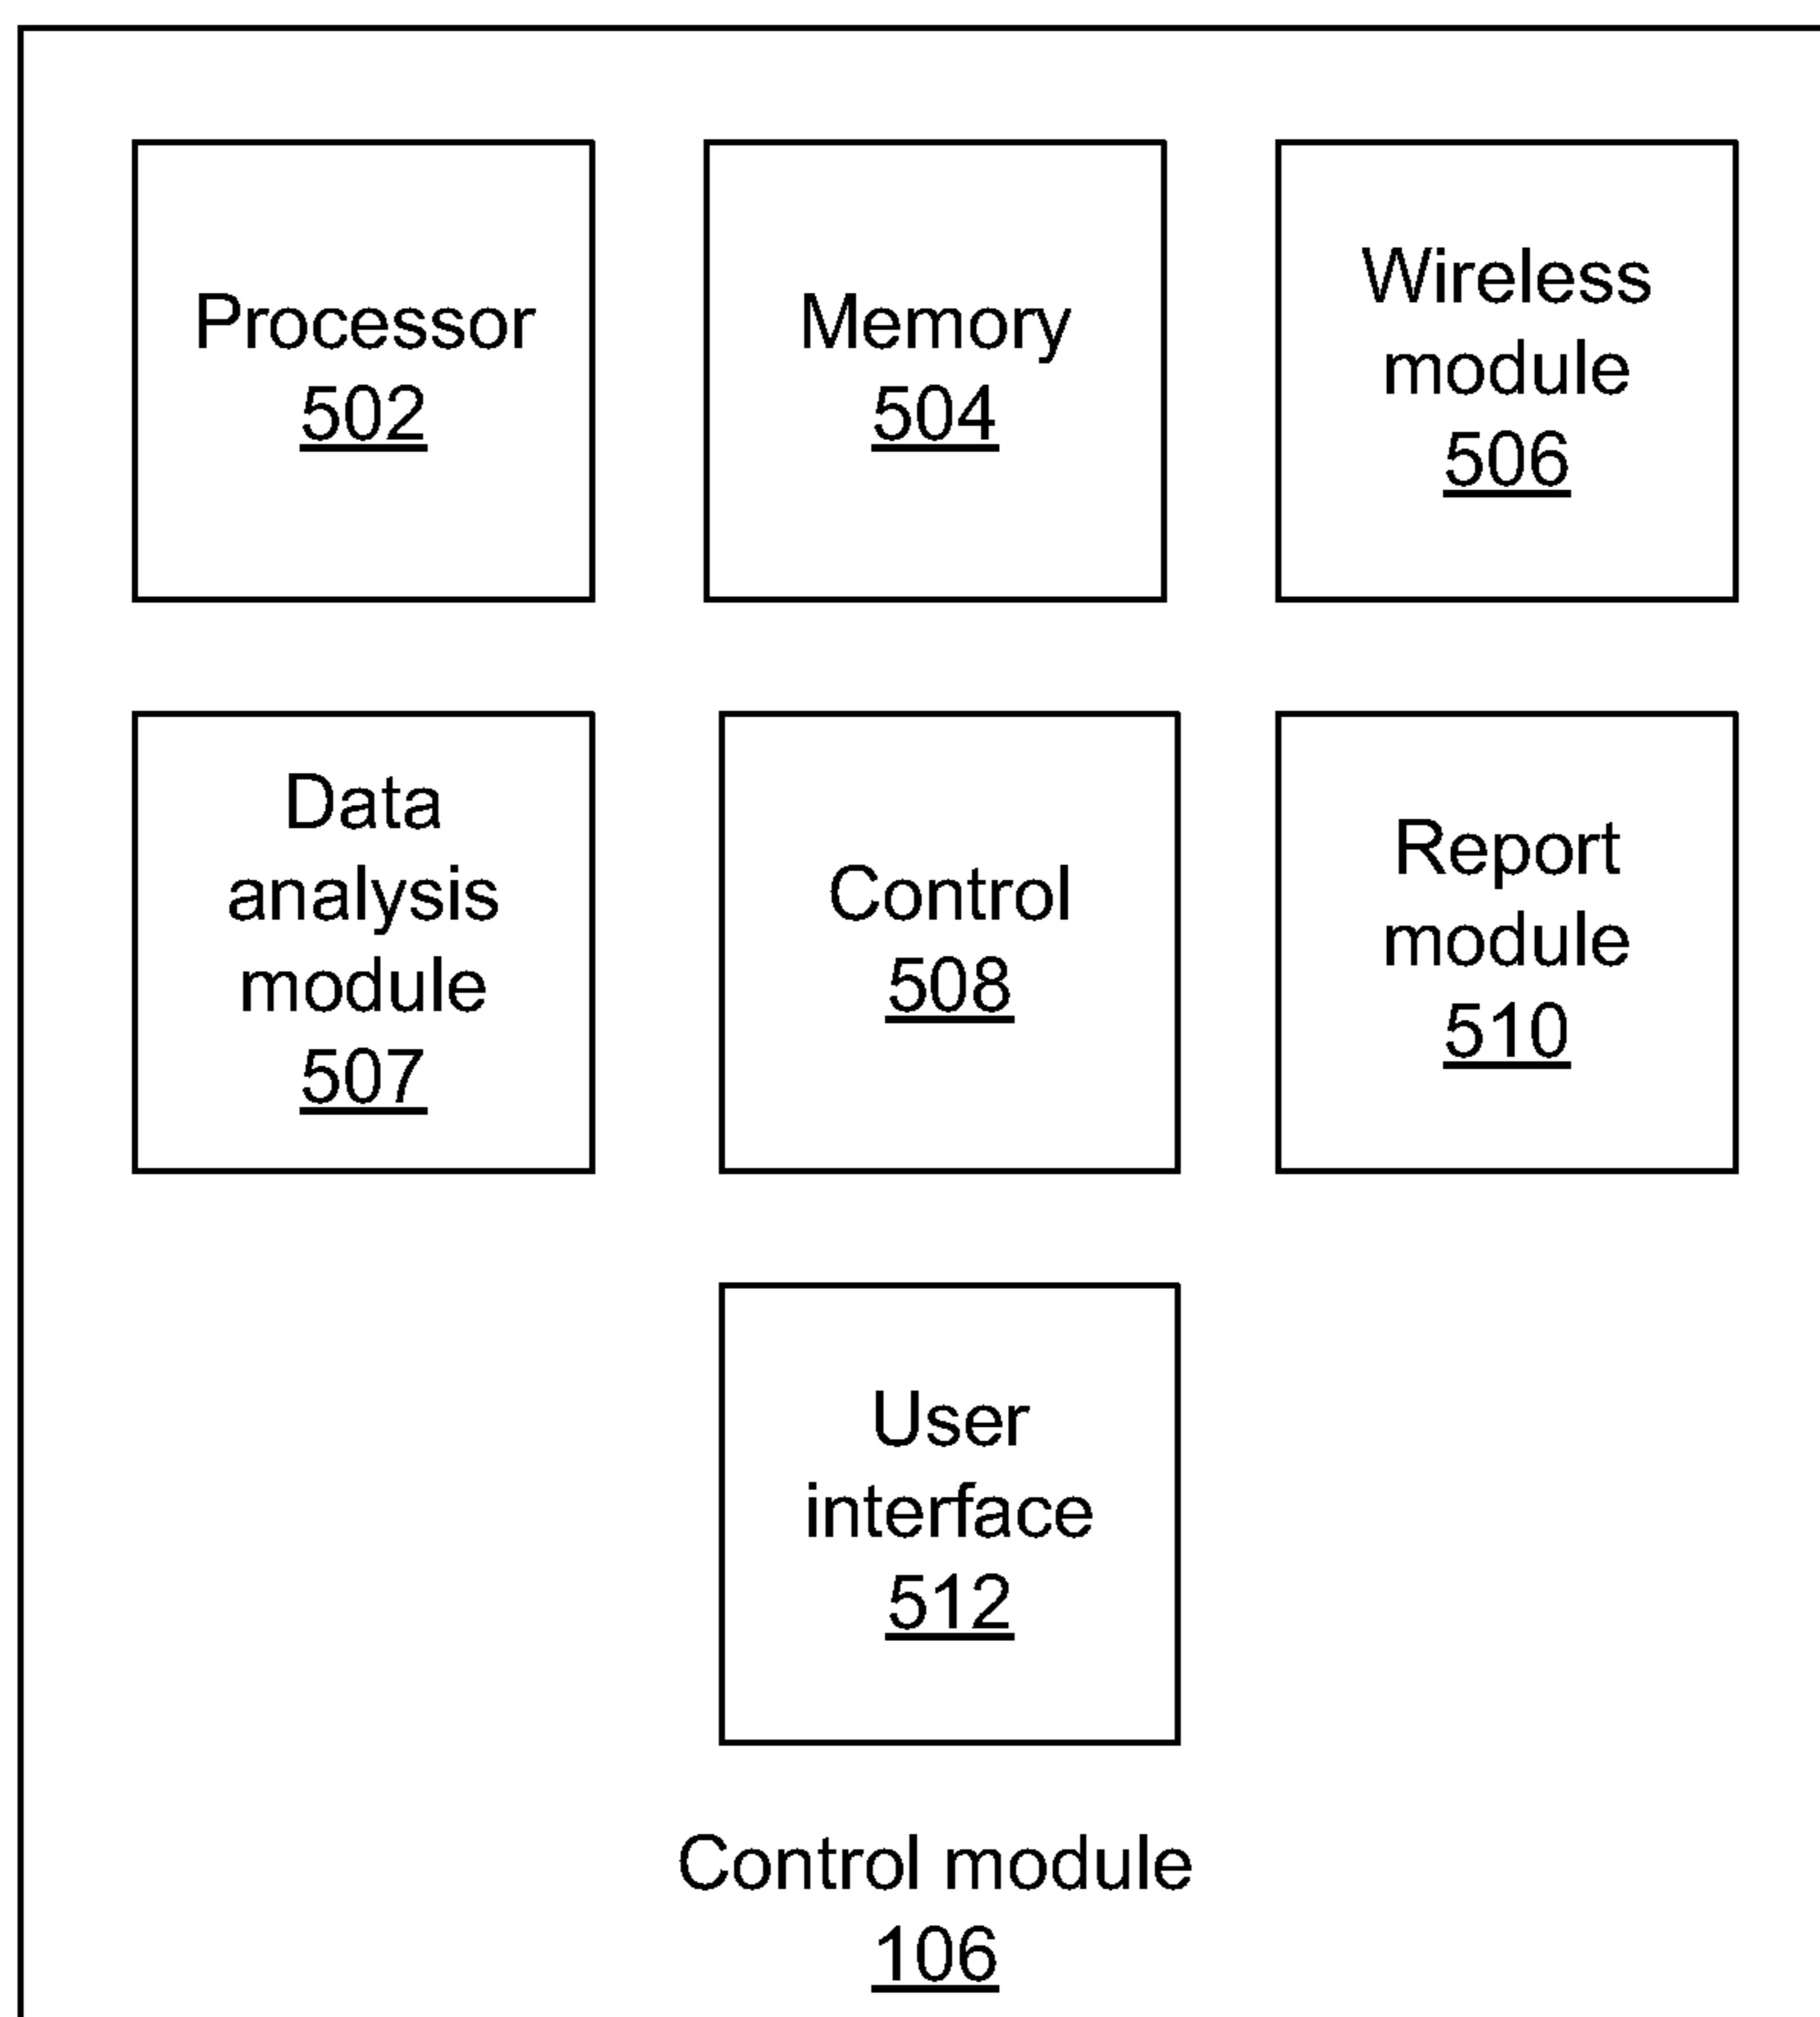 Processor
502
Memory
504
Wireless
module
506
Data
analysis
module
507
Control
508
Report
module
510
User
interface
512
Control module
106